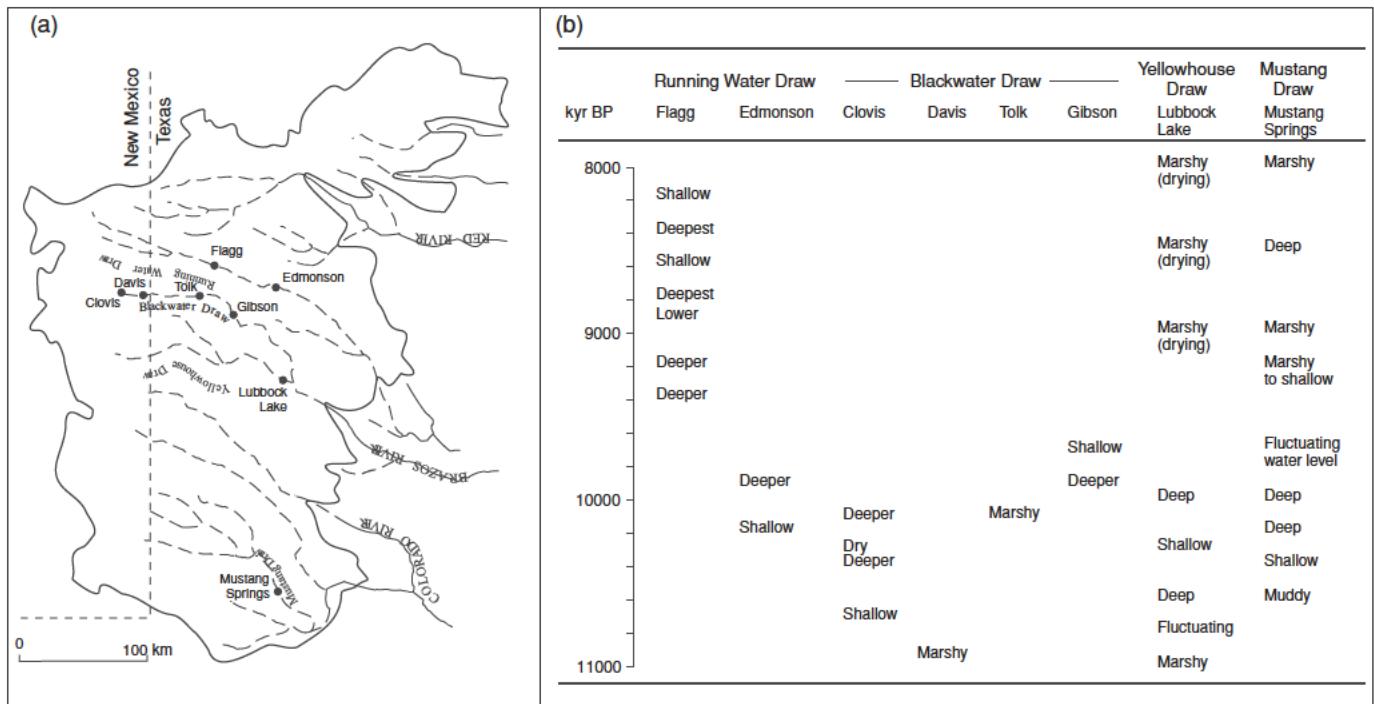 (a)
New Mexico
Texas
RED RIVIR
Flagg
Running Water Draw
Edmonson
Davis
Tolk
Clovis
Blackwater Draw
Gibson
Yellowhouse Draw
Lubbock
Lake
BRAZOS RIVIR
COLORADO RIVIR
Mustang Draw
Mustang
Springs
0
100 km
(b)
Running Water Draw
Blackwater Draw
Yellowhouse
Draw
Mustang
Draw
kyr BP
Flagg
Edmonson
Clovis
Davis
Tolk
Gibson
Lubbock
Lake
Mustang
Springs
8000
Marshy
(drying)
Marshy
Shallow
Deepest
Marshy
(drying)
Deep
Shallow
Deepest
Lower
9000
Marshy
(drying)
Marshy
Deeper
Marshy
to shallow
Deeper
Shallow
Fluctuating
water level
Deeper
Deeper
10000
Deep
Deep
Deeper
Marshy
Shallow
Deep
Dry
Shallow
Deeper
Shallow
Deep
Muddy
Shallow
Fluctuating
Marshy
11000
Marshy